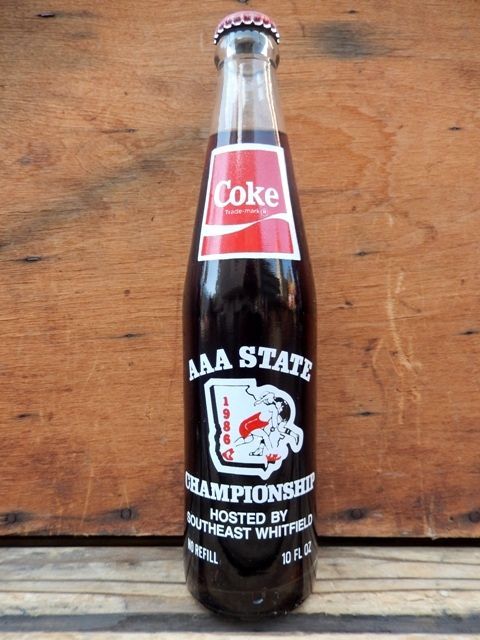 Coke
Trade-mark®
AAA STATE
1986
CHAMPIONSHIP
HOSTED BY
SOUTHEAST WHITFIELD
NO REFILL
10 FL OZ